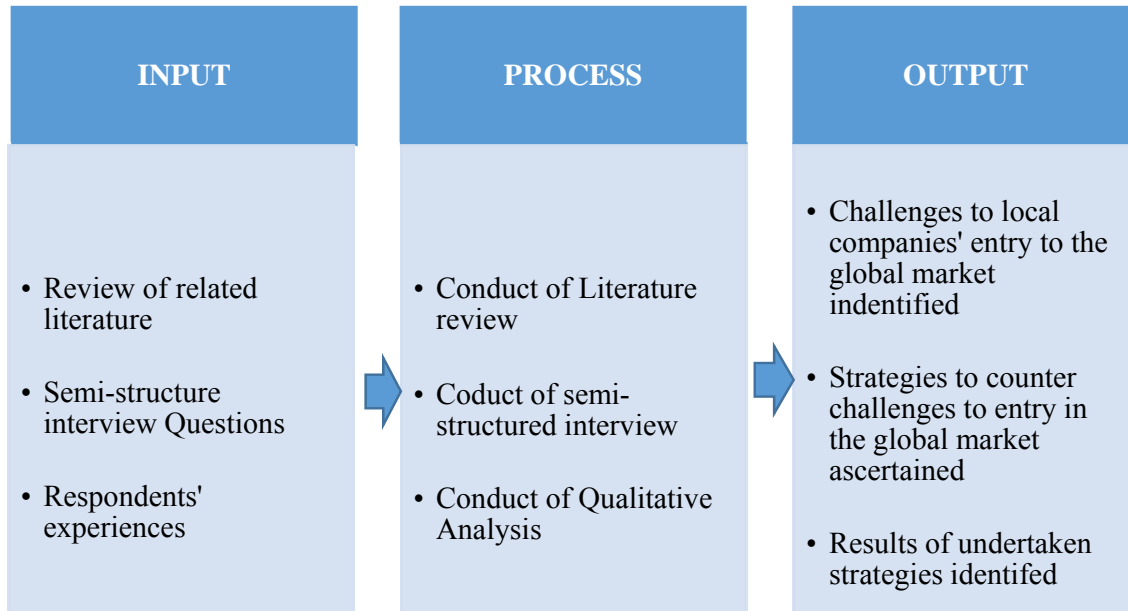 INPUT
• Review of related
literature
• Semi-structure
interview Questions
• Respondents'
experiences
PROCESS
• Conduct of Literature
review
• Coduct of semi-
structured interview
• Conduct of Qualitative
Analysis
OUTPUT
• Challenges to local
companies' entry to the
global market
indentified
• Strategies to counter
challenges to entry in
the global market
ascertained
• Results of undertaken
strategies identifed